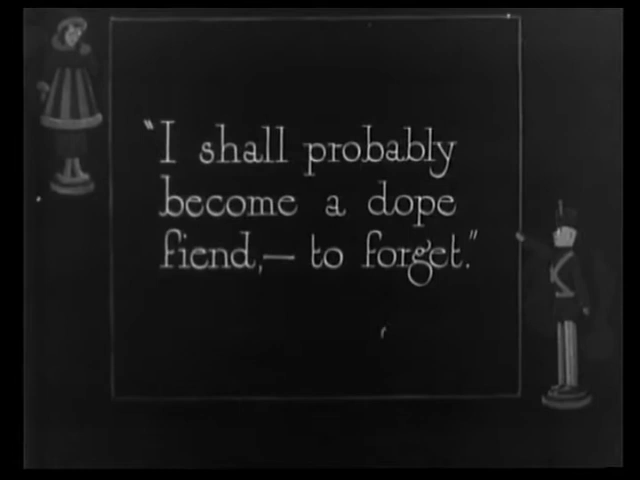 "I shall probably
become a dope
fiend,— to forget."